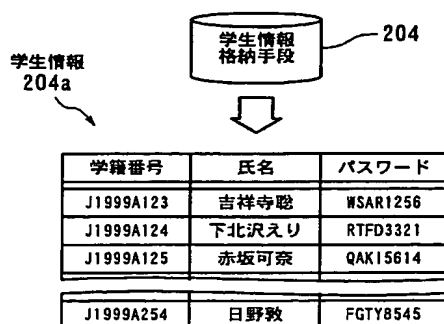 学生情報
格納手段
204
学生情報
204a
学籍番号 氏名 パスワード
J1999A123 吉祥寺聡 WSAR1256
J1999A124 下北沢えり RTFD3321
J1999A125 赤坂可奈 QAKI5614
J1999A254 日野敦 FGTY8545